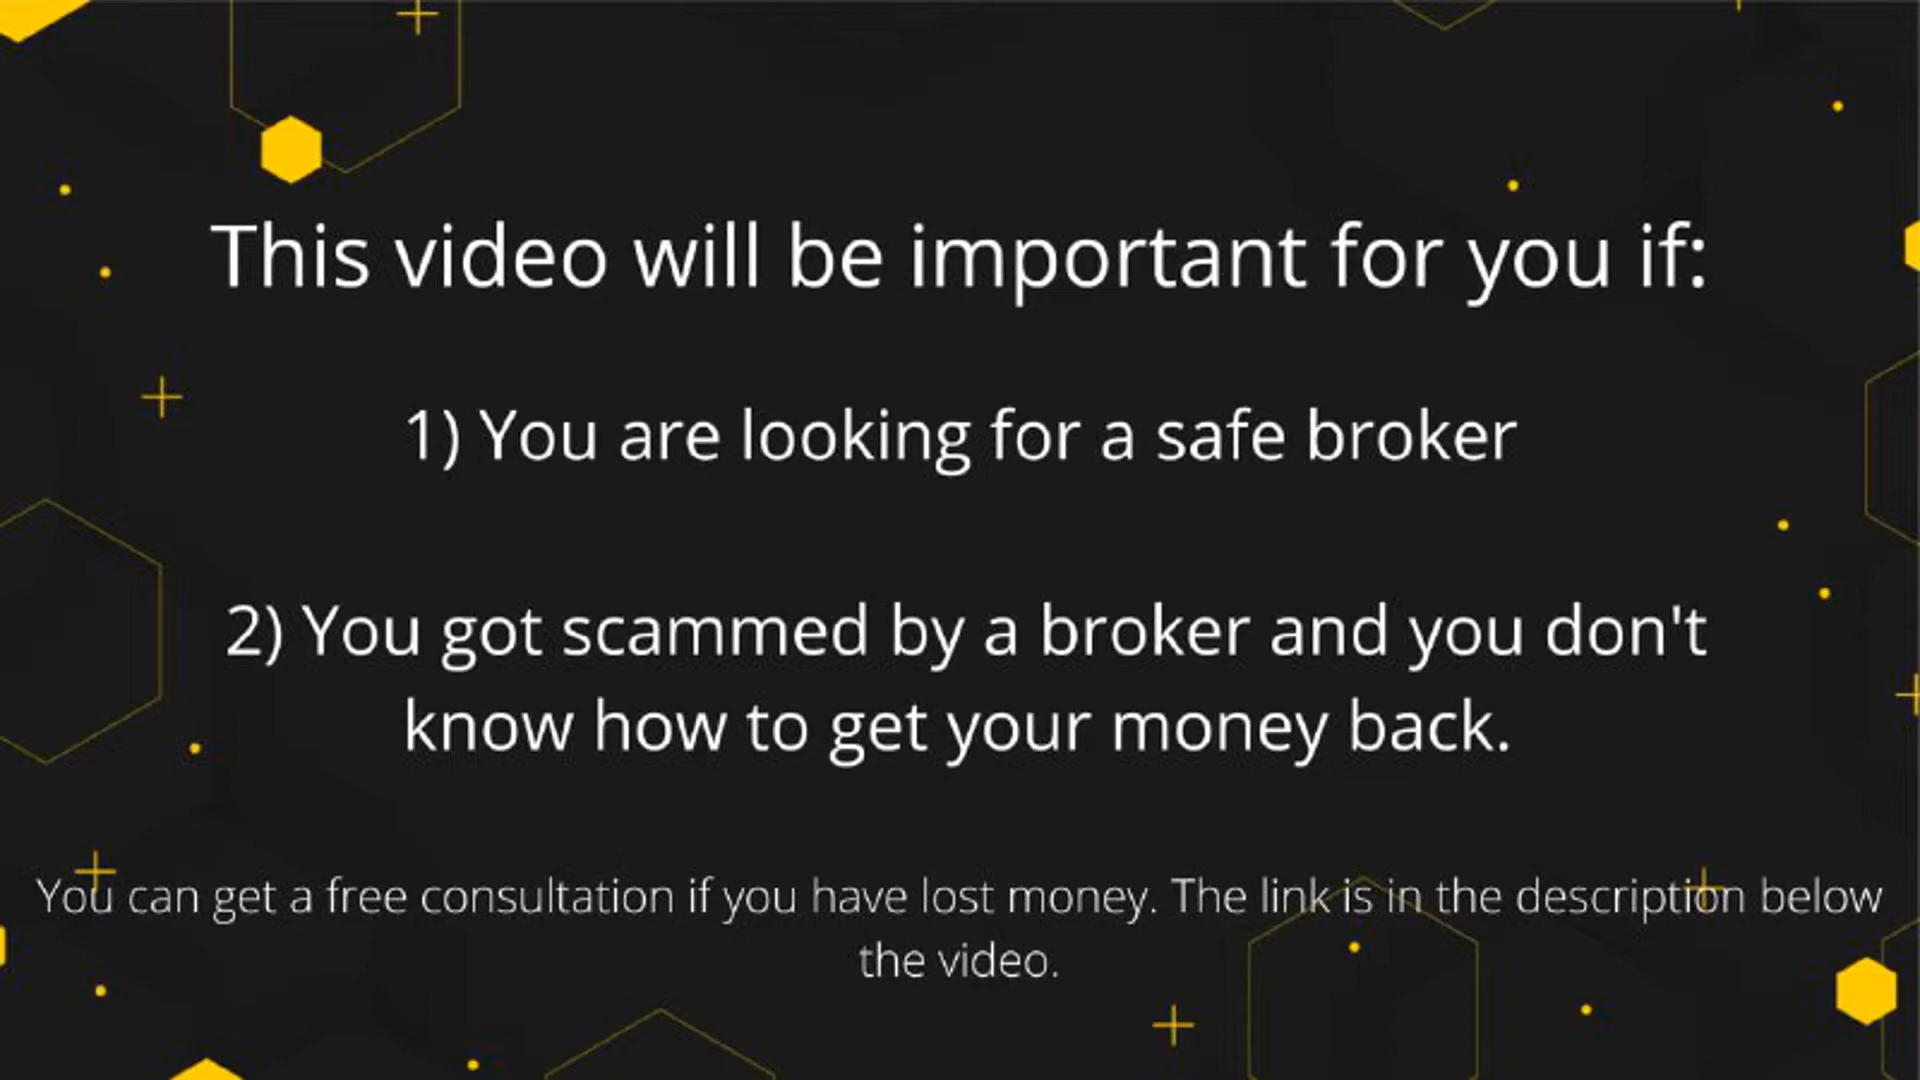 This video will be important for you if:
1) You are looking for a safe broker
2) You got scammed by a broker and you don't
know how to get your money back.
You can get a free consultation if you have lost money. The link is in the description below
the video.